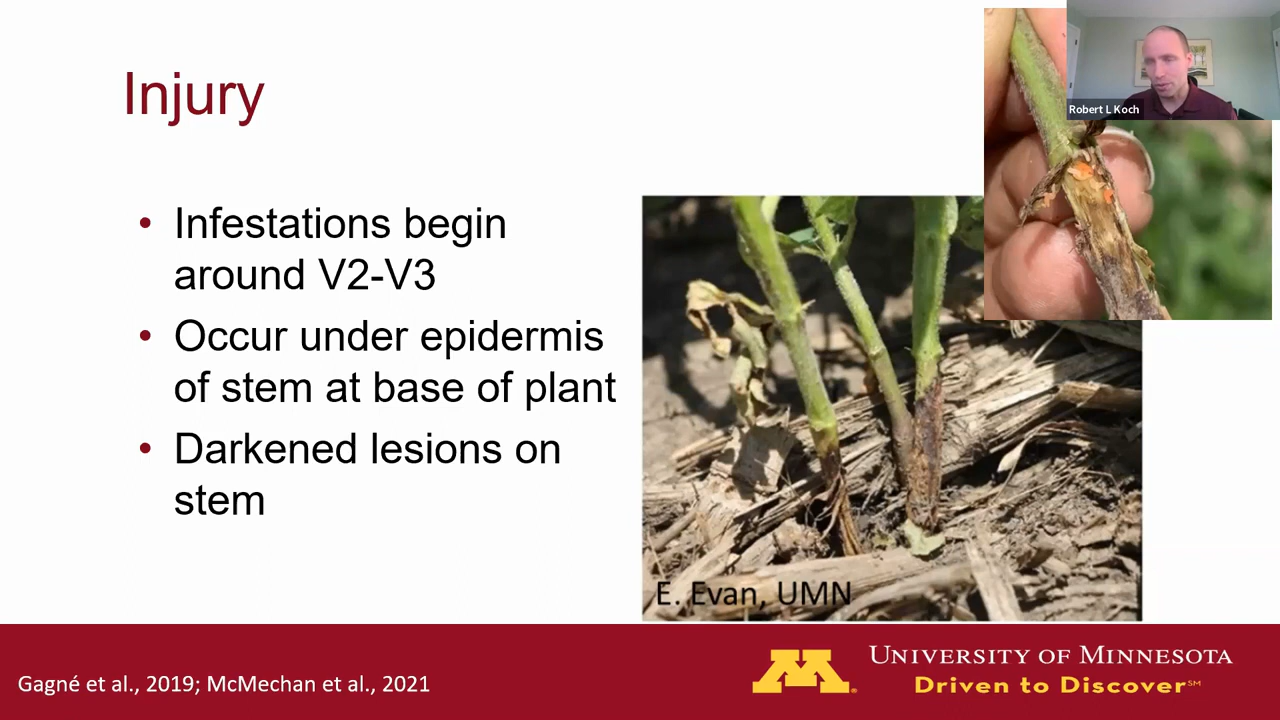 Injury
Robert L Koch
• Infestations begin
around V2-V3
• Occur under epidermis
of stem at base of plant
• Darkened lesions on
stem
E. Evan, UMN
Gagné et al., 2019; McMechan et al., 2021
M®
UNIVERSITY OF MINNESOTA
Driven to Discover℠